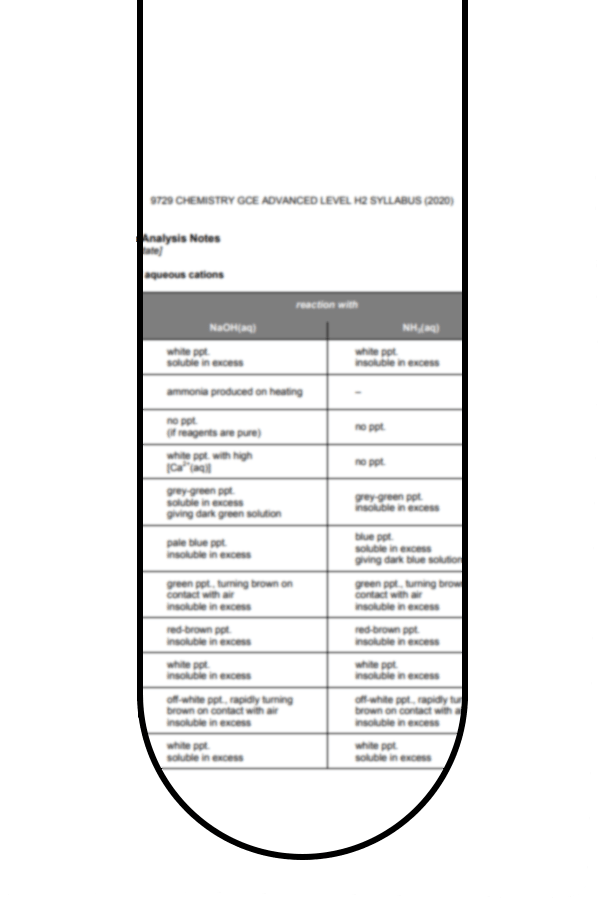 9729 CHEMISTRY GCE ADVANCED LEVEL H2 SYLLABUS (2020)
Analysis Notes
aqueous cations
reaction with
NaOH(aq) NH₃(aq)
white ppt.
soluble in excess
white ppt.
insoluble in excess
ammonia produced on heating –
no ppt.
(if reagents are pure)
no ppt.
white ppt. with high
[Ca²⁺(aq)]
no ppt.
grey-green ppt.
soluble in excess
giving dark green solution
grey-green ppt.
insoluble in excess
pale blue ppt.
insoluble in excess
blue ppt.
soluble in excess
giving dark blue solution
green ppt., turning brown on
contact with air
insoluble in excess
green ppt., turning brow
contact with air
insoluble in excess
red-brown ppt.
insoluble in excess
red-brown ppt.
insoluble in excess
white ppt.
insoluble in excess
white ppt.
insoluble in excess
off-white ppt., rapidly turning
brown on contact with air
insoluble in excess
off-white ppt., rapidly tur
brown on contact with a
insoluble in excess
white ppt.
soluble in excess
white ppt.
soluble in excess